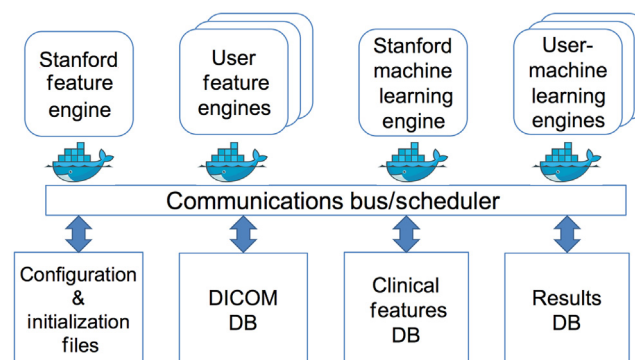 Stanford
feature
engine
User
feature
engines
Stanford
machine
learning
engine
User-
machine
learning
engines
Communications bus/scheduler
Configuration
&
initialization
files
DICOM
DB
Clinical
features
DB
Results
DB